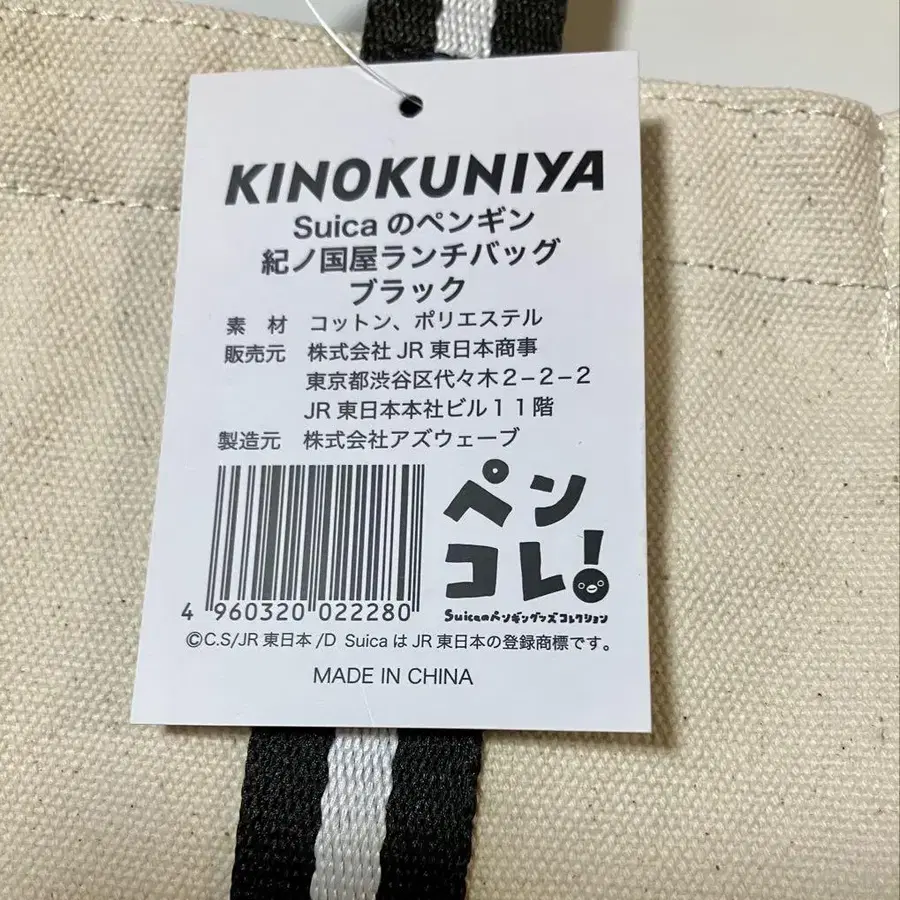 KINOKUNIYA
Suica のペンギン
紀ノ国屋ランチバッグ
ブラック
素　材　コットン、ポリエステル
販売元　株式会社 JR 東日本商事
東京都渋谷区代々木２−２−２
JR 東日本本社ビル１１階
製造元　株式会社アズウェーブ
ペン
コレ!
Suicaのペンギングッズコレクション
4 960320 022280
©C.S/JR 東日本 /D Suica は JR 東日本の登録商標です。
MADE IN CHINA